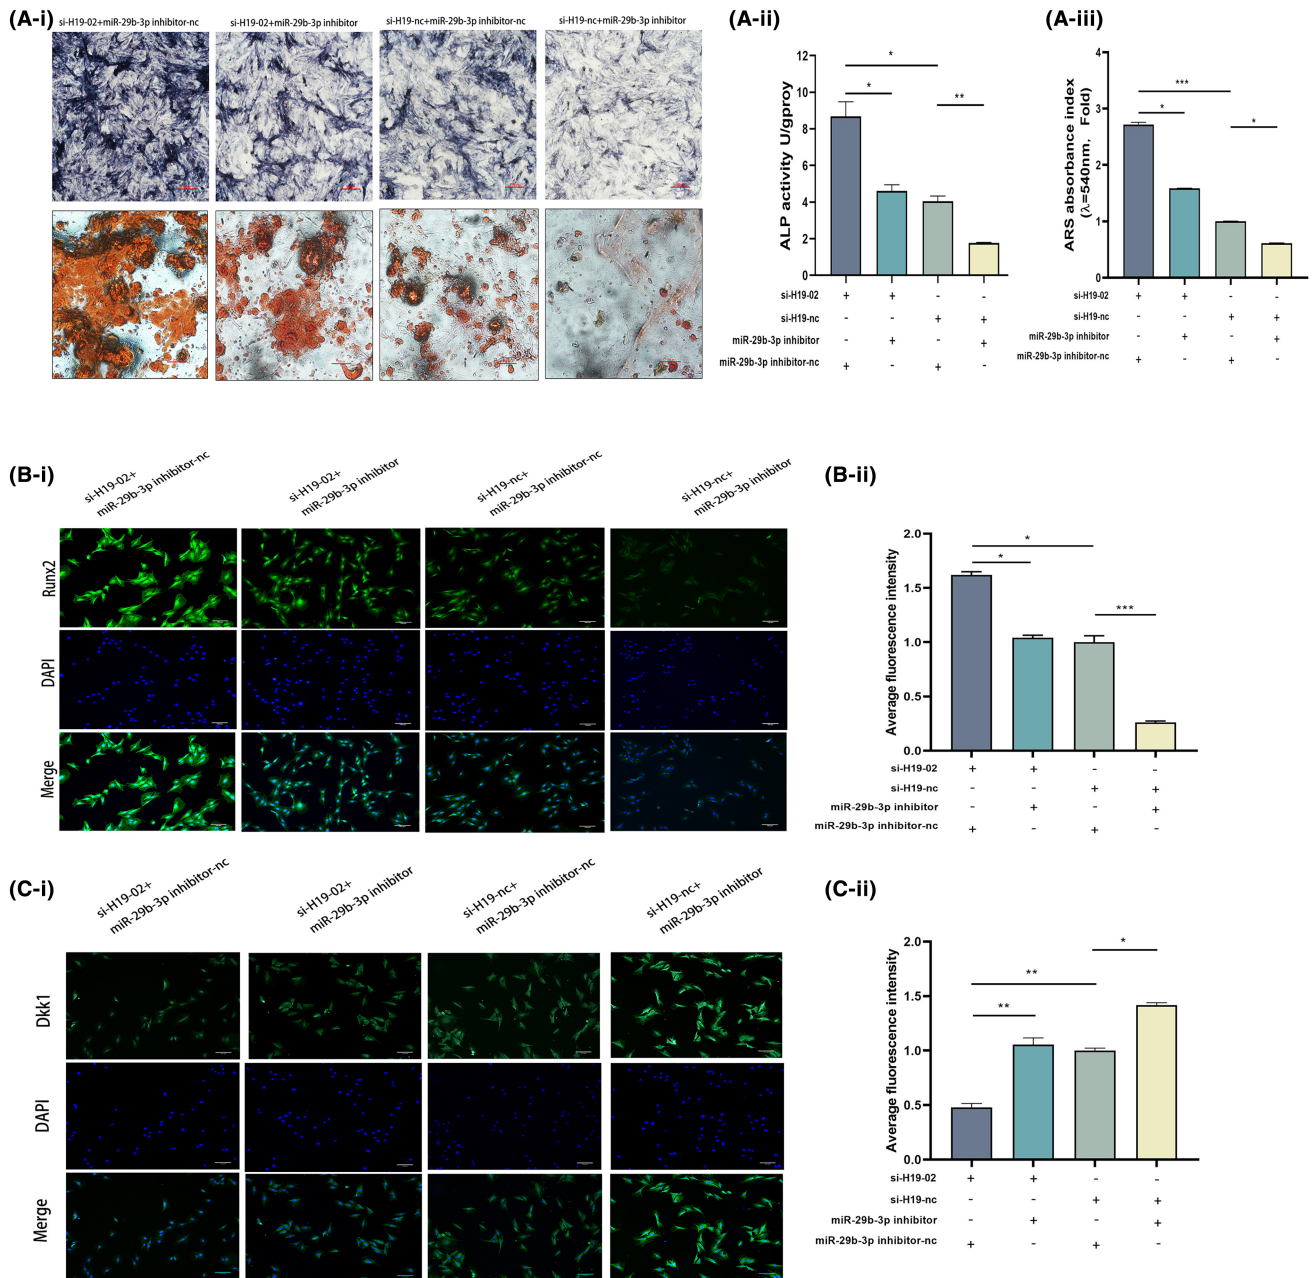 (A-i)
si-H19-02+miR-29b-3p inhibitor-nc
si-H19-02+miR-29b-3p inhibitor
si-H19-nc+miR-29b-3p inhibitor-nc
si-H19-nc+miR-29b-3p inhibitor
(A-ii)
ALP activity U/gproy
12
10
8
6
4
2
0
*
*
**
si-H19-02 + + - -
si-H19-nc - - + +
miR-29b-3p inhibitor - + - +
miR-29b-3p inhibitor-nc + - + -
(A-iii)
ARS absorbance index
(λ=540nm. Fold)
4
3
2
1
0
***
*
*
si-H19-02 + + - -
si-H19-nc - - + +
miR-29b-3p inhibitor - + - +
miR-29b-3p inhibitor-nc + - + -
(B-i)
si-H19-02+
miR-29b-3p inhibitor-nc
si-H19-02+
miR-29b-3p inhibitor
si-H19-nc+
miR-29b-3p inhibitor-nc
si-H19-nc+
miR-29b-3p inhibitor
Runx2
DAPI
Merge
(B-ii)
Average fluorescence intensity
2.0
1.5
1.0
0.5
0.0
*
*
***
si-H19-02 + + - -
si-H19-nc - - + +
miR-29b-3p inhibitor - + - +
miR-29b-3p inhibitor-nc + - + -
(C-i)
si-H19-02+
miR-29b-3p inhibitor-nc
si-H19-02+
miR-29b-3p inhibitor
si-H19-nc+
miR-29b-3p inhibitor-nc
si-H19-nc+
miR-29b-3p inhibitor
Dkk1
DAPI
Merge
(C-ii)
Average fluorescence intensity
2.0
1.5
1.0
0.5
0.0
*
**
**
si-H19-02 + + - -
si-H19-nc - - + +
miR-29b-3p inhibitor - + - +
miR-29b-3p inhibitor-nc + - + -